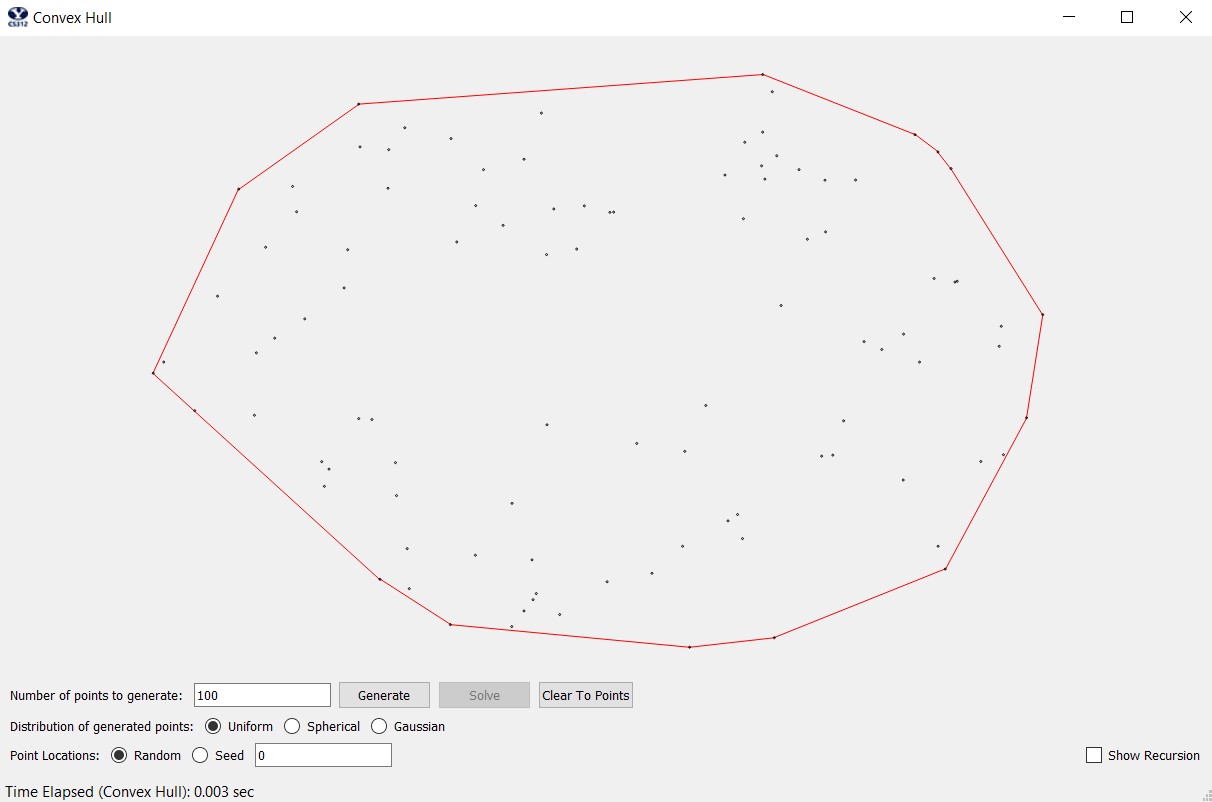 CS312 Convex Hull
Number of points to generate: 100 Generate Solve Clear To Points
Distribution of generated points: Uniform Spherical Gaussian
Point Locations: Random Seed 0 Show Recursion
Time Elapsed (Convex Hull): 0.003 sec